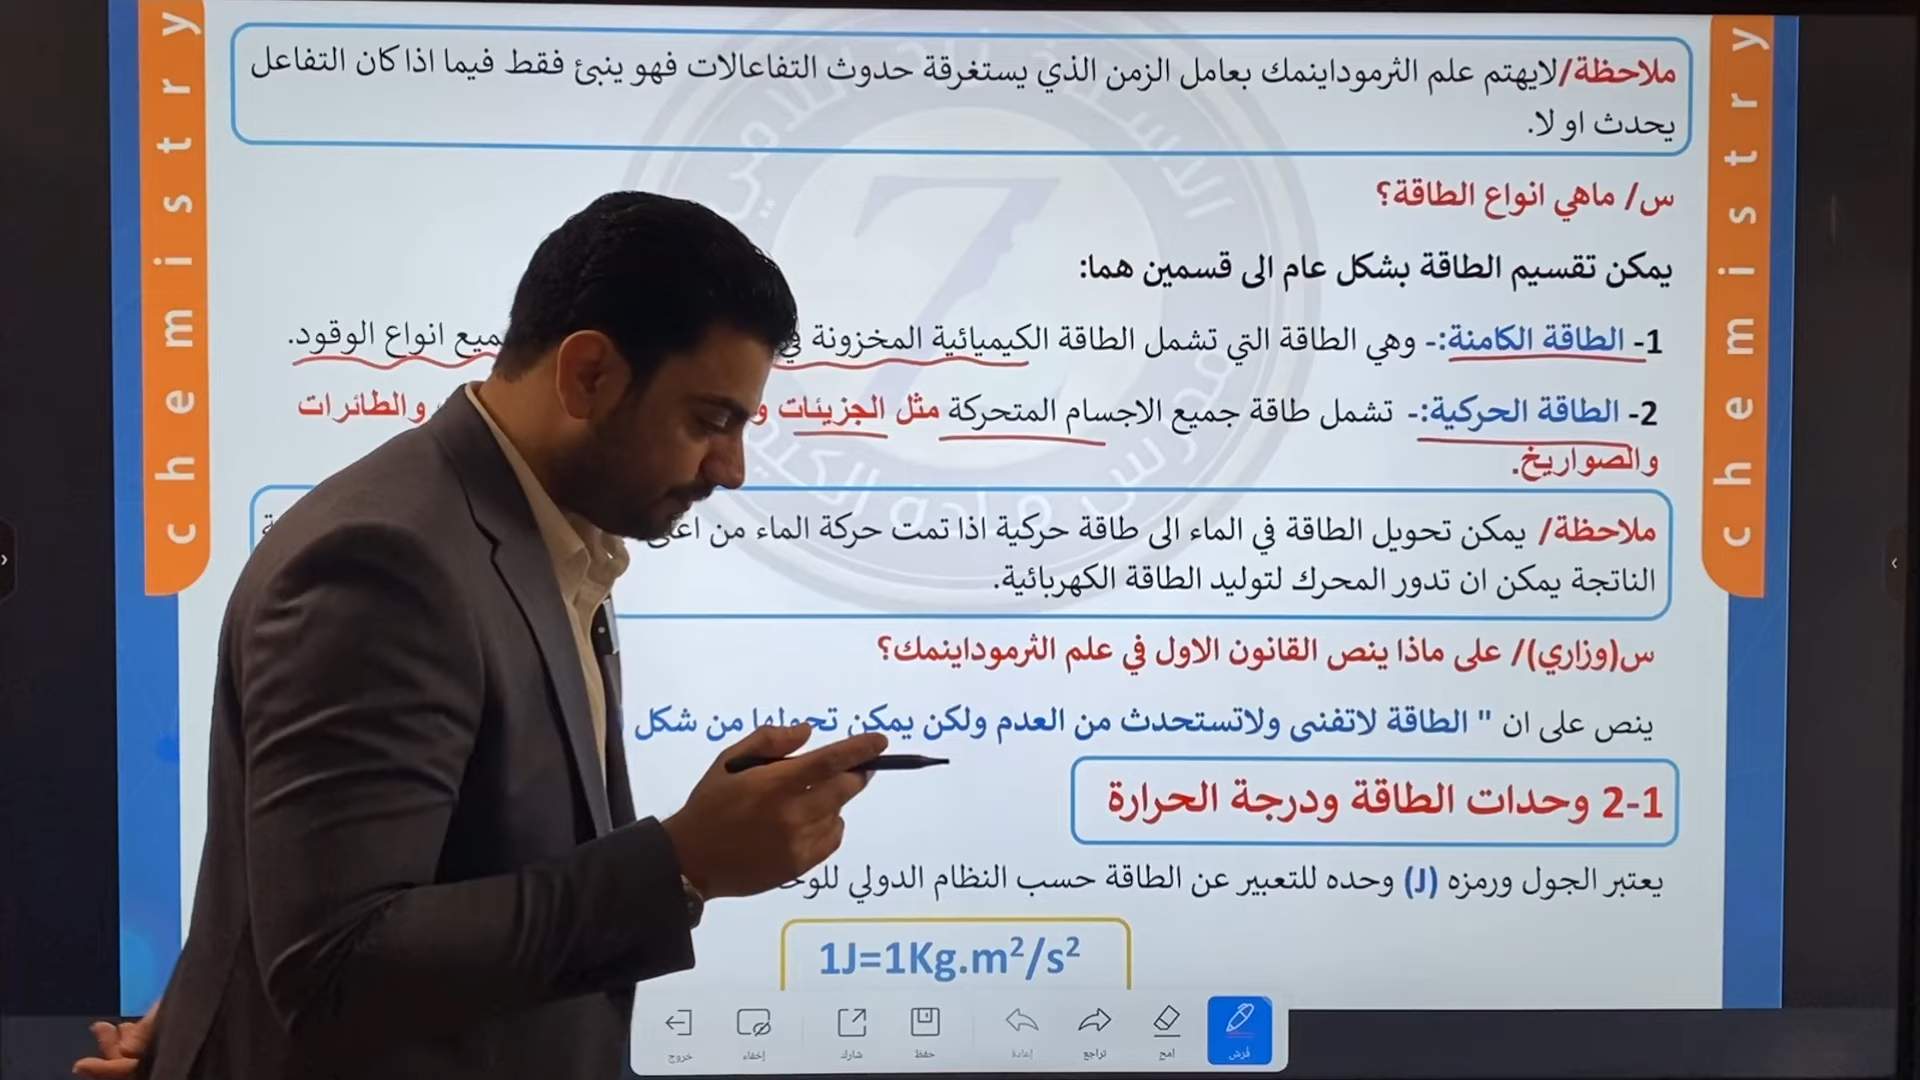 chemistry
chemistry
ملاحظة/لايهتم علم الثرموداينمك بعامل الزمن الذي يستغرقة حدوث التفاعالات فهو ينبئ فقط فيما اذا كان التفاعل
يحدث او لا.
س/ ماهي انواع الطاقة؟
يمكن تقسيم الطاقة بشكل عام الى قسمين هما:
1- الطاقة الكامنة:- وهي الطاقة التي تشمل الطاقة الكيميائية المخزونة في جميع انواع الوقود.
2- الطاقة الحركية:- تشمل طاقة جميع الاجسام المتحركة مثل الجزيئات و والطائرات
والصواريخ.
ملاحظة/ يمكن تحويل الطاقة في الماء الى طاقة حركية اذا تمت حركة الماء من اعلى
الناتجة يمكن ان تدور المحرك لتوليد الطاقة الكهربائية.
س(وزاري)/ على ماذا ينص القانون الاول في علم الثرموداينمك؟
ينص على ان " الطاقة لاتفنى ولاتستحدث من العدم ولكن يمكن تحولها من شكل
2-1 وحدات الطاقة ودرجة الحرارة
يعتبر الجول ورمزه (J) وحده للتعبير عن الطاقة حسب النظام الدولي
1J=1Kg.m²/s²
خروج إخفاء شارك حفظ إعادة تراجع امح فرش